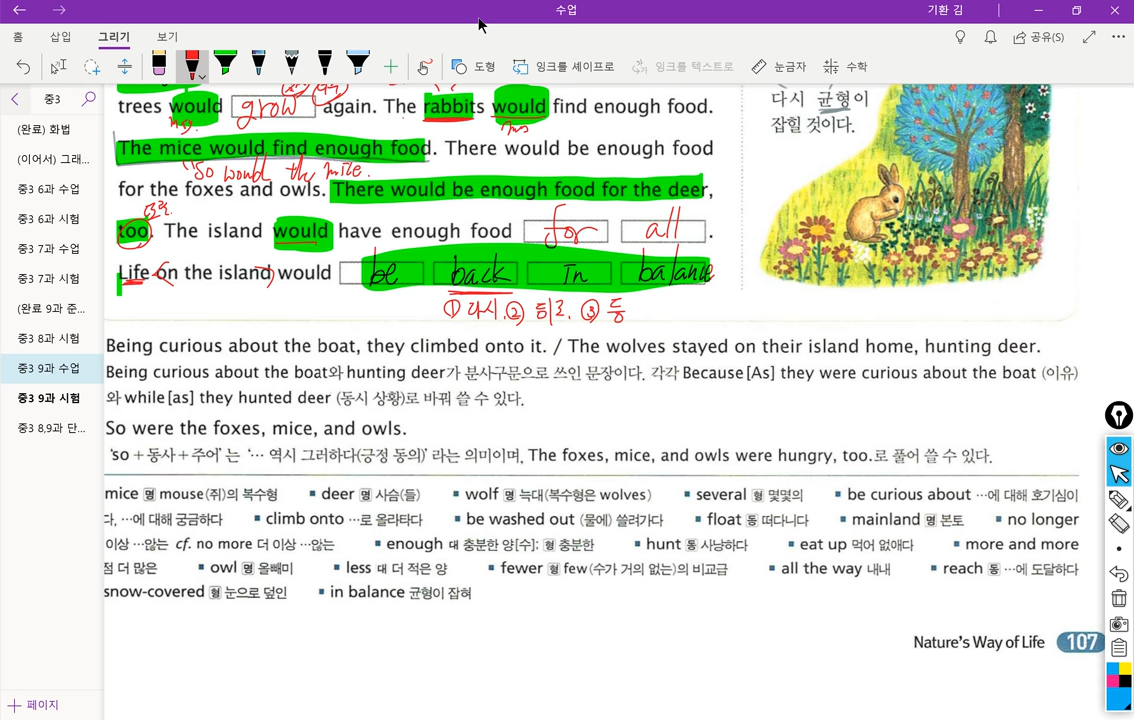 수업
기환 김
홈 삽입 그리기 보기
공유(S)
도형 잉크를 셰이프로 잉크를 텍스트로 눈금자 수학
중3
(완료) 화법
(이어서) 그래...
중3 6과 수업
중3 6과 시험
중3 7과 수업
중3 7과 시험
(완료 9과 준...
중3 8과 시험
중3 9과 수업
중3 9과 시험
중3 8,9과 단...
페이지
trees would grow again. The rabbits would find enough food.
The mice would find enough food. There would be enough food
"So would the mice.
for the foxes and owls. There would be enough food for the deer,
too. The island would have enough food for all.
Life on the island would be back in balance
① 다시. ② 뒤로. ③ 등
다시 균형이
잡힐 것이다.
Being curious about the boat, they climbed onto it. / The wolves stayed on their island home, hunting deer.
Being curious about the boat와 hunting deer가 분사구문으로 쓰인 문장이다. 각각 Because[As] they were curious about the boat (이유)
와 while[as] they hunted deer (동시 상황)로 바꿔 쓸 수 있다.
So were the foxes, mice, and owls.
'so + 동사 + 주어'는 '··· 역시 그러하다(긍정 동의)' 라는 의미이며, The foxes, mice, and owls were hungry, too.로 풀어 쓸 수 있다.
mice 명 mouse(쥐)의 복수형 ▪ deer 명 사슴(들) ▪ wolf 명 늑대(복수형은 wolves) ▪ several 형 몇몇의 ▪ be curious about …에 대해 호기심이
다, …에 대해 궁금하다 ▪ climb onto …로 올라타다 ▪ be washed out (물에) 쓸려가다 ▪ float 동 떠다니다 ▪ mainland 명 본토 ▪ no longer
이상 …않는 cf. no more 더 이상 …않는 ▪ enough 대 충분한 양[수]; 형 충분한 ▪ hunt 동 사냥하다 ▪ eat up 먹어 없애다 ▪ more and more
점 더 많은 ▪ owl 명 올빼미 ▪ less 대 더 적은 양 ▪ fewer 형 few(수가 거의 없는)의 비교급 ▪ all the way 내내 ▪ reach 동 …에 도달하다
snow-covered 형 눈으로 덮인 ▪ in balance 균형이 잡혀
Nature's Way of Life 107